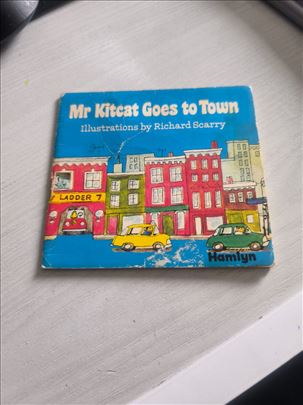 Mr Kitcat Goes to Town
Illustrations by Richard Scarry
LADDER 7
Hamlyn